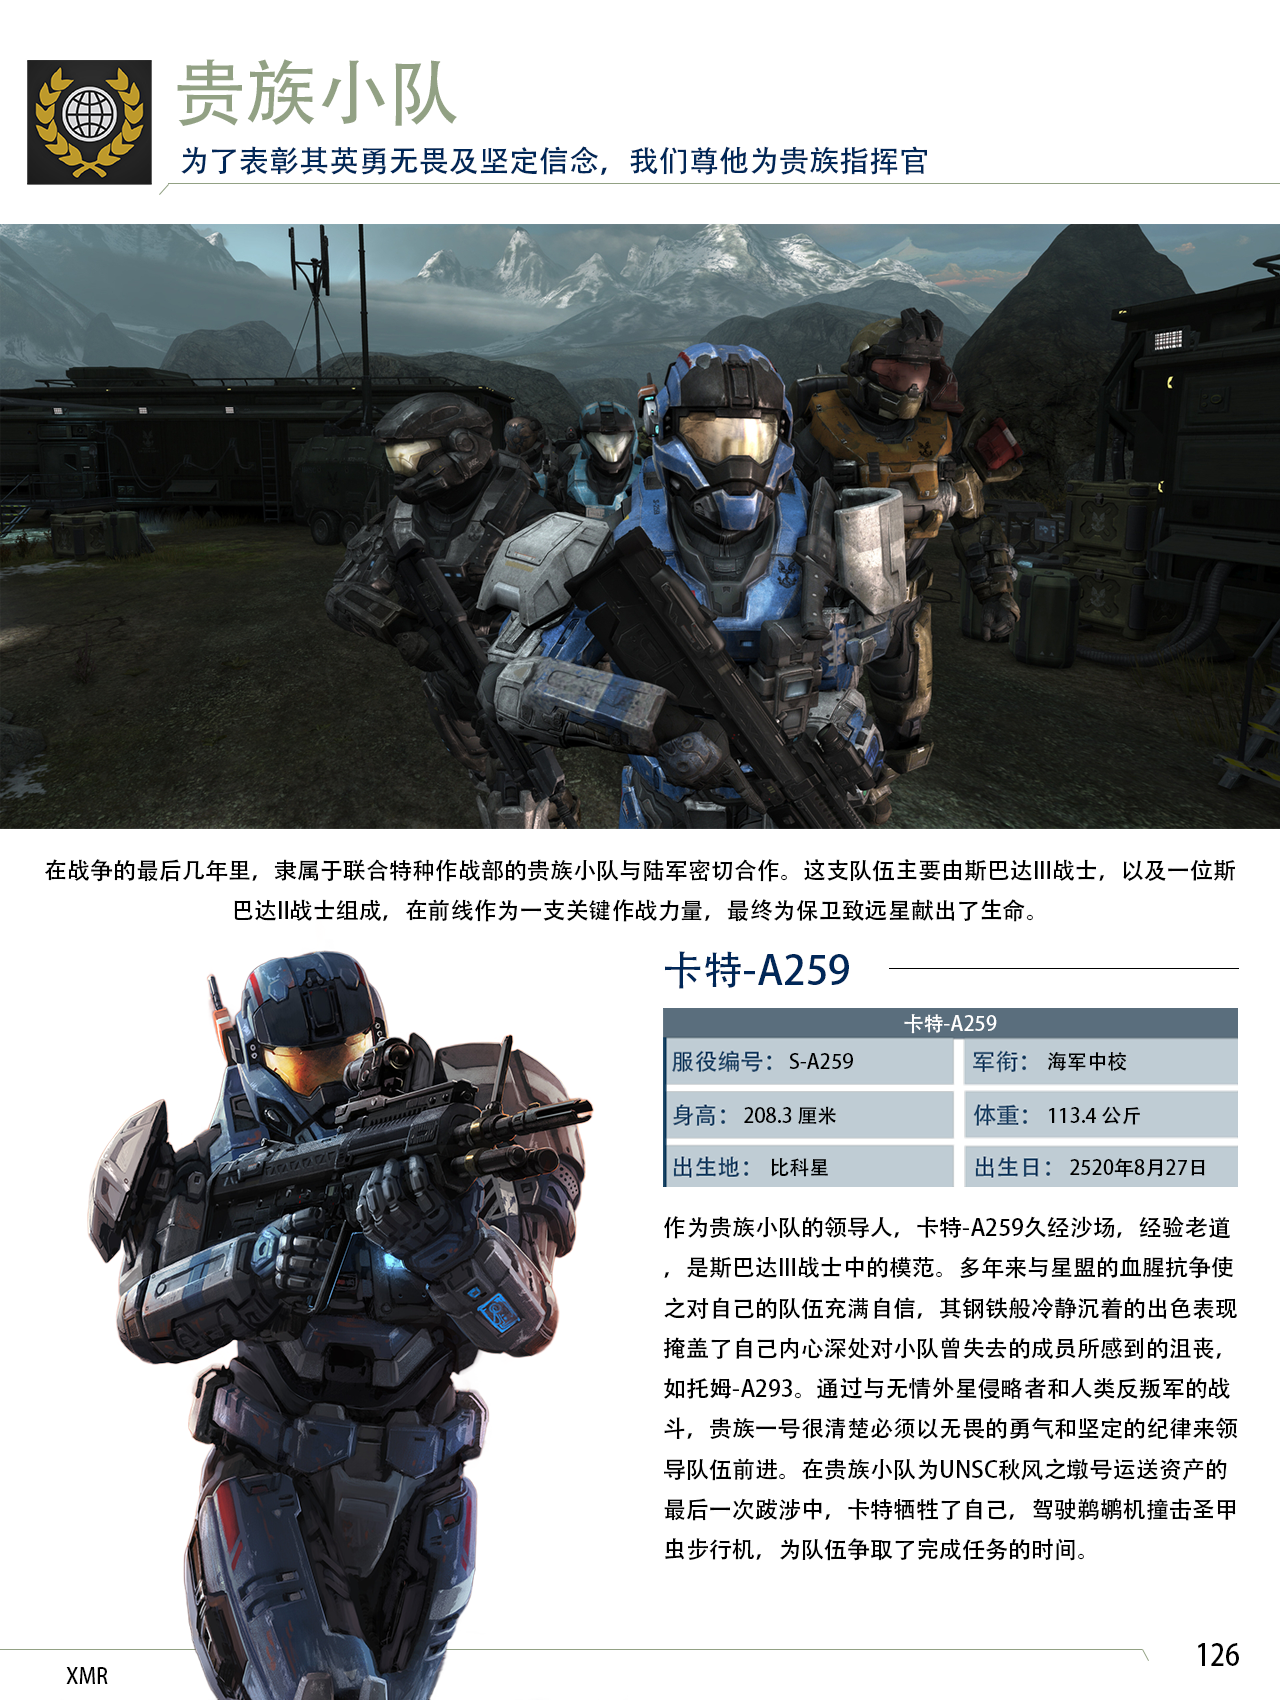 贵族小队
为了表彰其英勇无畏及坚定信念，我们尊他为贵族指挥官
在战争的最后几年里，隶属于联合特种作战部的贵族小队与陆军密切合作。这支队伍主要由斯巴达III战士，以及一位斯
巴达II战士组成，在前线作为一支关键作战力量，最终为保卫致远星献出了生命。
卡特-A259
卡特-A259
服役编号： S-A259
军衔： 海军中校
身高： 208.3 厘米
体重： 113.4 公斤
出生地： 比科星
出生日： 2520年8月27日
作为贵族小队的领导人，卡特-A259久经沙场，经验老道
，是斯巴达III战士中的模范。多年来与星盟的血腥抗争使
之对自己的队伍充满自信，其钢铁般冷静沉着的出色表现
掩盖了自己内心深处对小队曾失去的成员所感到的沮丧，
如托姆-A293。通过与无情外星侵略者和人类反叛军的战
斗，贵族一号很清楚必须以无畏的勇气和坚定的纪律来领
导队伍前进。在贵族小队为UNSC秋风之墩号运送资产的
最后一次跋涉中，卡特牺牲了自己，驾驶鹈鹕机撞击圣甲
虫步行机，为队伍争取了完成任务的时间。
XMR
126